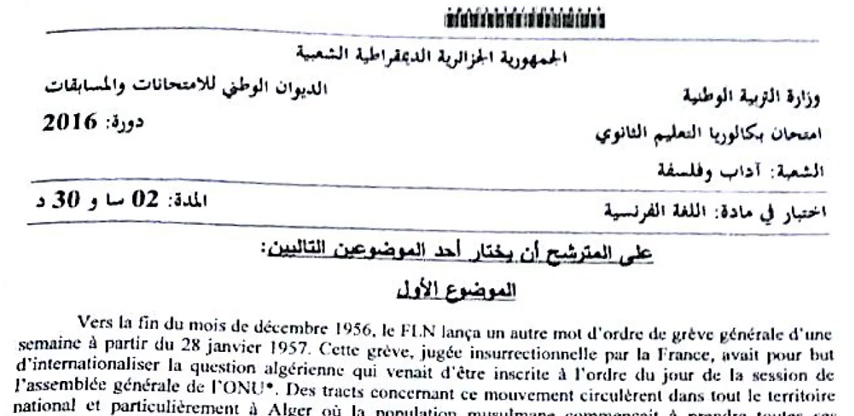 الجمهورية الجزائرية الديمقراطية الشعبية
وزارة التربية الوطنية الديوان الوطني للامتحانات والمسابقات
امتحان بكالوريا التعليم الثانوي دورة: 2016
الشعبة: آداب وفلسفة
اختبار في مادة: اللغة الفرنسية المدة: 02 سا و 30 د
على المترشح أن يختار أحد الموضوعين التاليين:
الموضوع الأول
Vers la fin du mois de décembre 1956, le FLN lança un autre mot d'ordre de grève générale d'une
semaine à partir du 28 janvier 1957. Cette grève, jugée insurrectionnelle par la France, avait pour but
d'internationaliser la question algérienne qui venait d'être inscrite à l'ordre du jour de la session de
l'assemblée générale de l'ONU*. Des tracts concernant ce mouvement circulèrent dans tout le territoire
national et particulièrement à Alger où la population musulmane commençait à prendre toutes ses